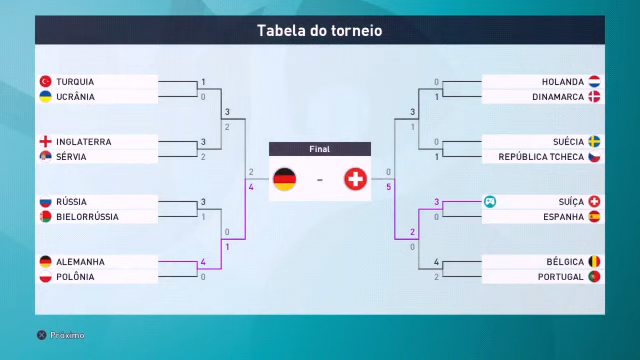 Tabela do torneio
TURQUIA 1
UCRÂNIA 0
3
2
INGLATERRA 3
SÉRVIA 2
2
4
RÚSSIA 3
BIELORRÚSSIA 1
0
1
ALEMANHA 4
POLÔNIA 0
Final
-
0 HOLANDA
1 DINAMARCA
3
1
0 SUÉCIA
1 REPÚBLICA TCHECA
0
5
3 SUÍÇA
0 ESPANHA
2
0
4 BÉLGICA
2 PORTUGAL
Próximo